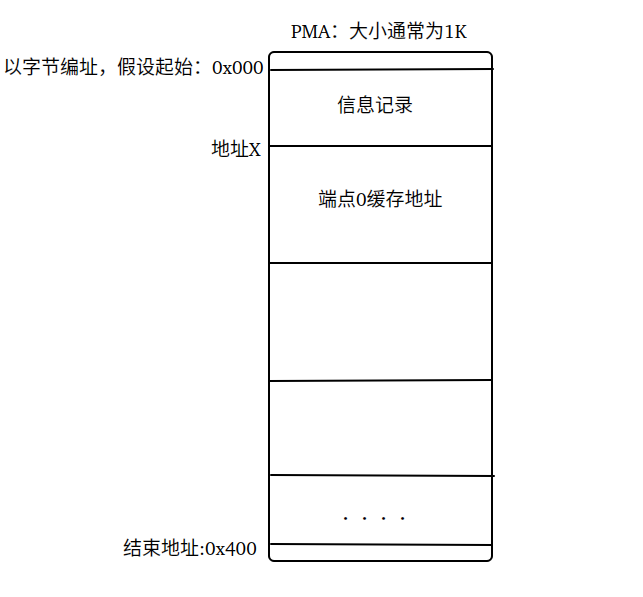 PMA：大小通常为1K
以字节编址，假设起始：0x000
信息记录
地址X
端点0缓存地址
. . . .
结束地址:0x400